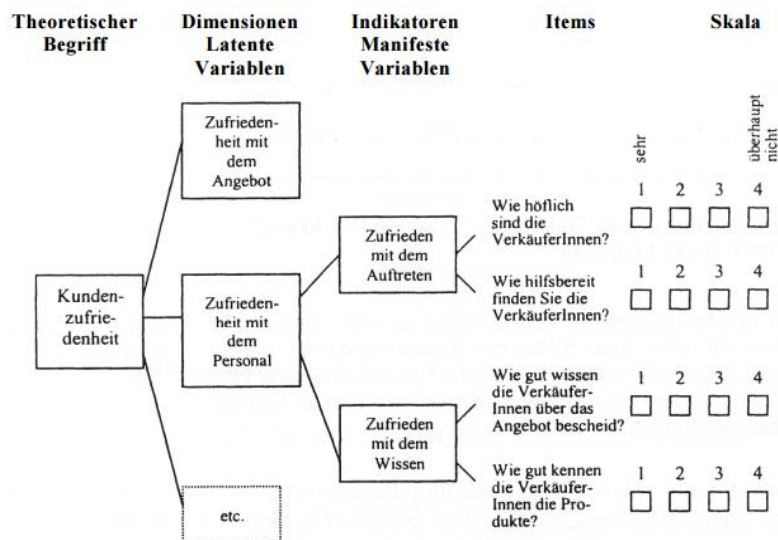 Theoretischer Begriff
Dimensionen Latente Variablen
Indikatoren Manifeste Variablen
Items
Skala
Kunden-
zufrie-
denheit
Zufrieden-
heit mit
dem
Angebot
Zufrieden-
heit mit
dem
Personal
etc.
Zufrieden
mit dem
Auftreten
Zufrieden
mit dem
Wissen
sehr
überhaupt
nicht
Wie höflich
sind die
VerkäuferInnen?
1 2 3 4
Wie hilfsbereit
finden Sie die
VerkäuferInnen?
1 2 3 4
Wie gut wissen
die Verkäufer-
Innen über das
Angebot bescheid?
1 2 3 4
Wie gut kennen
die Verkäufer-
Innen die Pro-
dukte?
1 2 3 4